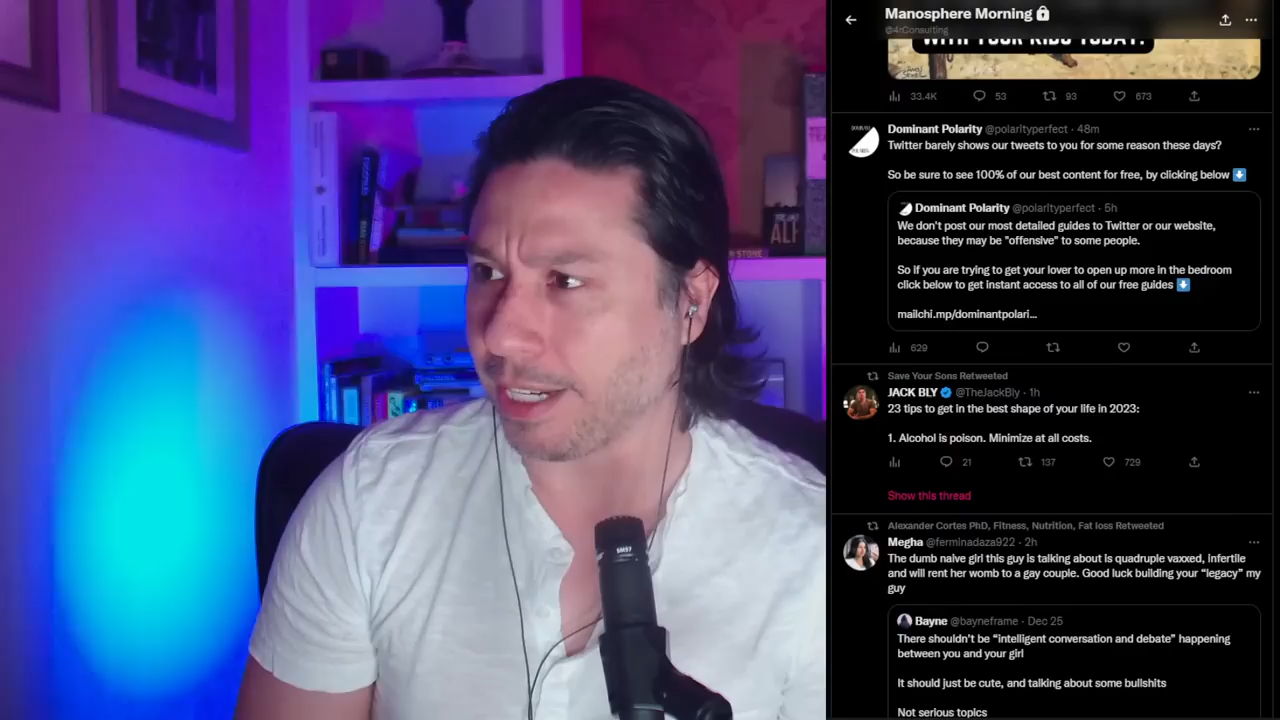 Manosphere Morning
@4rConsulting
WITH YOUR KIDS TODAY.
33.4K 53 93 673
Dominant Polarity @polarityperfect · 48m
Twitter barely shows our tweets to you for some reason these days?
So be sure to see 100% of our best content for free, by clicking below
Dominant Polarity @polarityperfect · 5h
We don't post our most detailed guides to Twitter or our website,
because they may be "offensive" to some people.
So if you are trying to get your lover to open up more in the bedroom
click below to get instant access to all of our free guides
mailchi.mp/dominantpolari...
629
Save Your Sons Retweeted
JACK BLY @TheJackBly · 1h
23 tips to get in the best shape of your life in 2023:
1. Alcohol is poison. Minimize at all costs.
21 137 729
Show this thread
Alexander Cortes PhD, Fitness, Nutrition, Fat loss Retweeted
Megha @ferminadaza922 · 2h
The dumb naive girl this guy is talking about is quadruple vaxxed, infertile
and will rent her womb to a gay couple. Good luck building your “legacy” my
guy
Bayne @bayneframe · Dec 25
There shouldn't be “intelligent conversation and debate” happening
between you and your girl
It should just be cute, and talking about some bullshits
Not serious topics
ALF
SM57